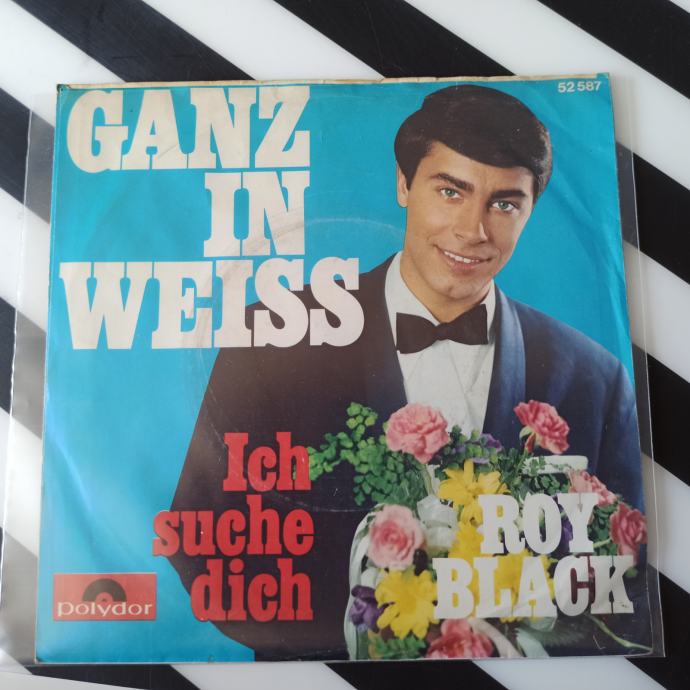 52 587
GANZ
IN
WEISS
Ich
suche
dich
ROY
BLACK
polydor